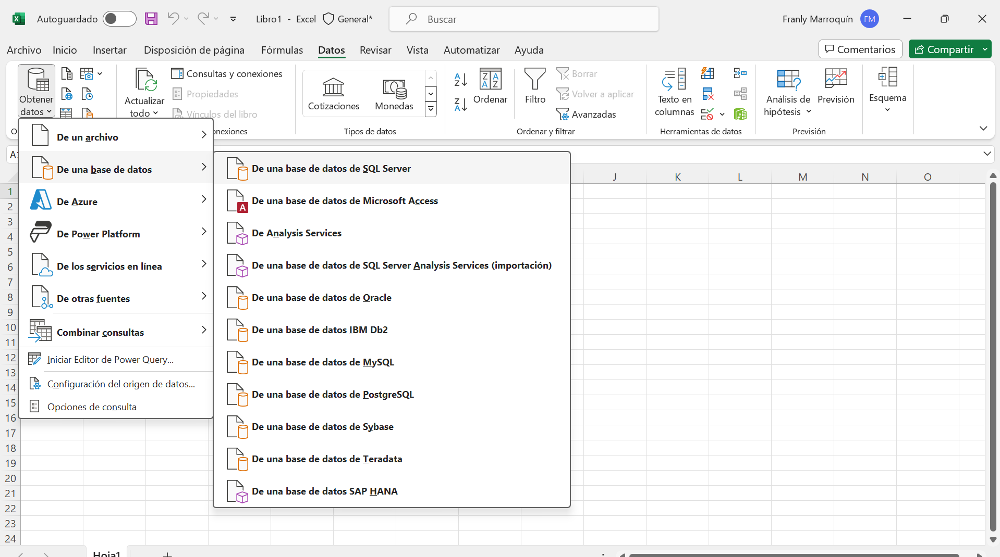 Autoguardado
Libro1 - Excel
General*
Buscar
Franly Marroquín
FM
Archivo
Inicio
Insertar
Disposición de página
Fórmulas
Datos
Revisar
Vista
Automatizar
Ayuda
Comentarios
Compartir
Obtener
datos
Actualizar
todo
Consultas y conexiones
Propiedades
Vínculos del libro
Cotizaciones
Monedas
Ordenar
Filtro
Borrar
Volver a aplicar
Avanzadas
Texto en
columnas
Análisis de
hipótesis
Previsión
Esquema
Tipos de datos
Ordenar y filtrar
Herramientas de datos
Previsión
De un archivo
De una base de datos
De Azure
De Power Platform
De los servicios en línea
De otras fuentes
Combinar consultas
Iniciar Editor de Power Query...
Configuración del origen de datos...
Opciones de consulta
De una base de datos de SQL Server
De una base de datos de Microsoft Access
De Analysis Services
De una base de datos de SQL Server Analysis Services (importación)
De una base de datos de Oracle
De una base de datos IBM Db2
De una base de datos de MySQL
De una base de datos de PostgreSQL
De una base de datos de Sybase
De una base de datos de Teradata
De una base de datos SAP HANA
J K L M N O
1
2
3
4
5
6
7
8
9
10
11
12
13
14
15
16
17
18
19
20
21
22
23
24
Hoja1